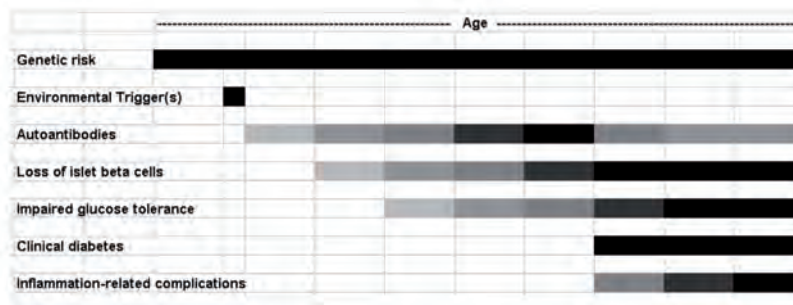 Age
Genetic risk
Environmental Trigger(s)
Autoantibodies
Loss of islet beta cells
Impaired glucose tolerance
Clinical diabetes
Inflammation-related complications